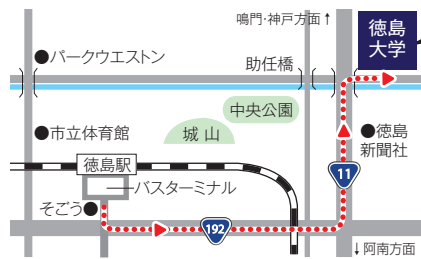 鳴門・神戸方面↑
徳島
大学
●パークウエストン
助任橋
中央公園
●市立体育館
城山
●徳島
新聞社
徳島駅
バスターミナル
11
そごう●
192
↓阿南方面